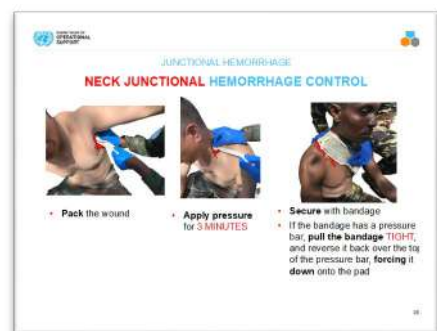 OPERATIONAL
SUPPORT
JUNCTIONAL HEMORRHAGE
NECK JUNCTIONAL HEMORRHAGE CONTROL
• Pack the wound
• Apply pressure
for 3 MINUTES
• Secure with bandage
• If the bandage has a pressure
bar, pull the bandage TIGHT,
and reverse it back over the top
of the pressure bar, forcing it
down onto the pad